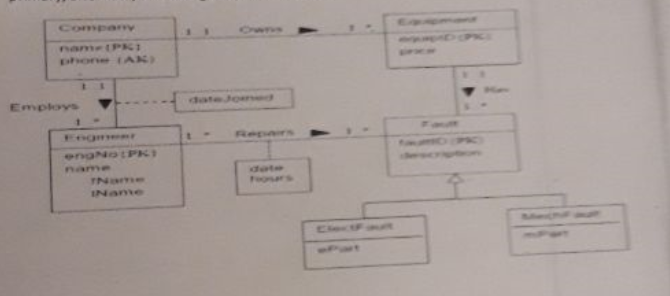 Company
name {PK}
phone {AK}
1 1
Owns
1 *
Equipment
equipID {PK}
price
1 1
Employs
dateJoined
1 *
1 1
Has
1 *
Engineer
engNo {PK}
name
fName
lName
1 *
Repairs
1 *
date
hours
Fault
faultID {PK}
description
ElectFault
ePart
MechFault
mPart